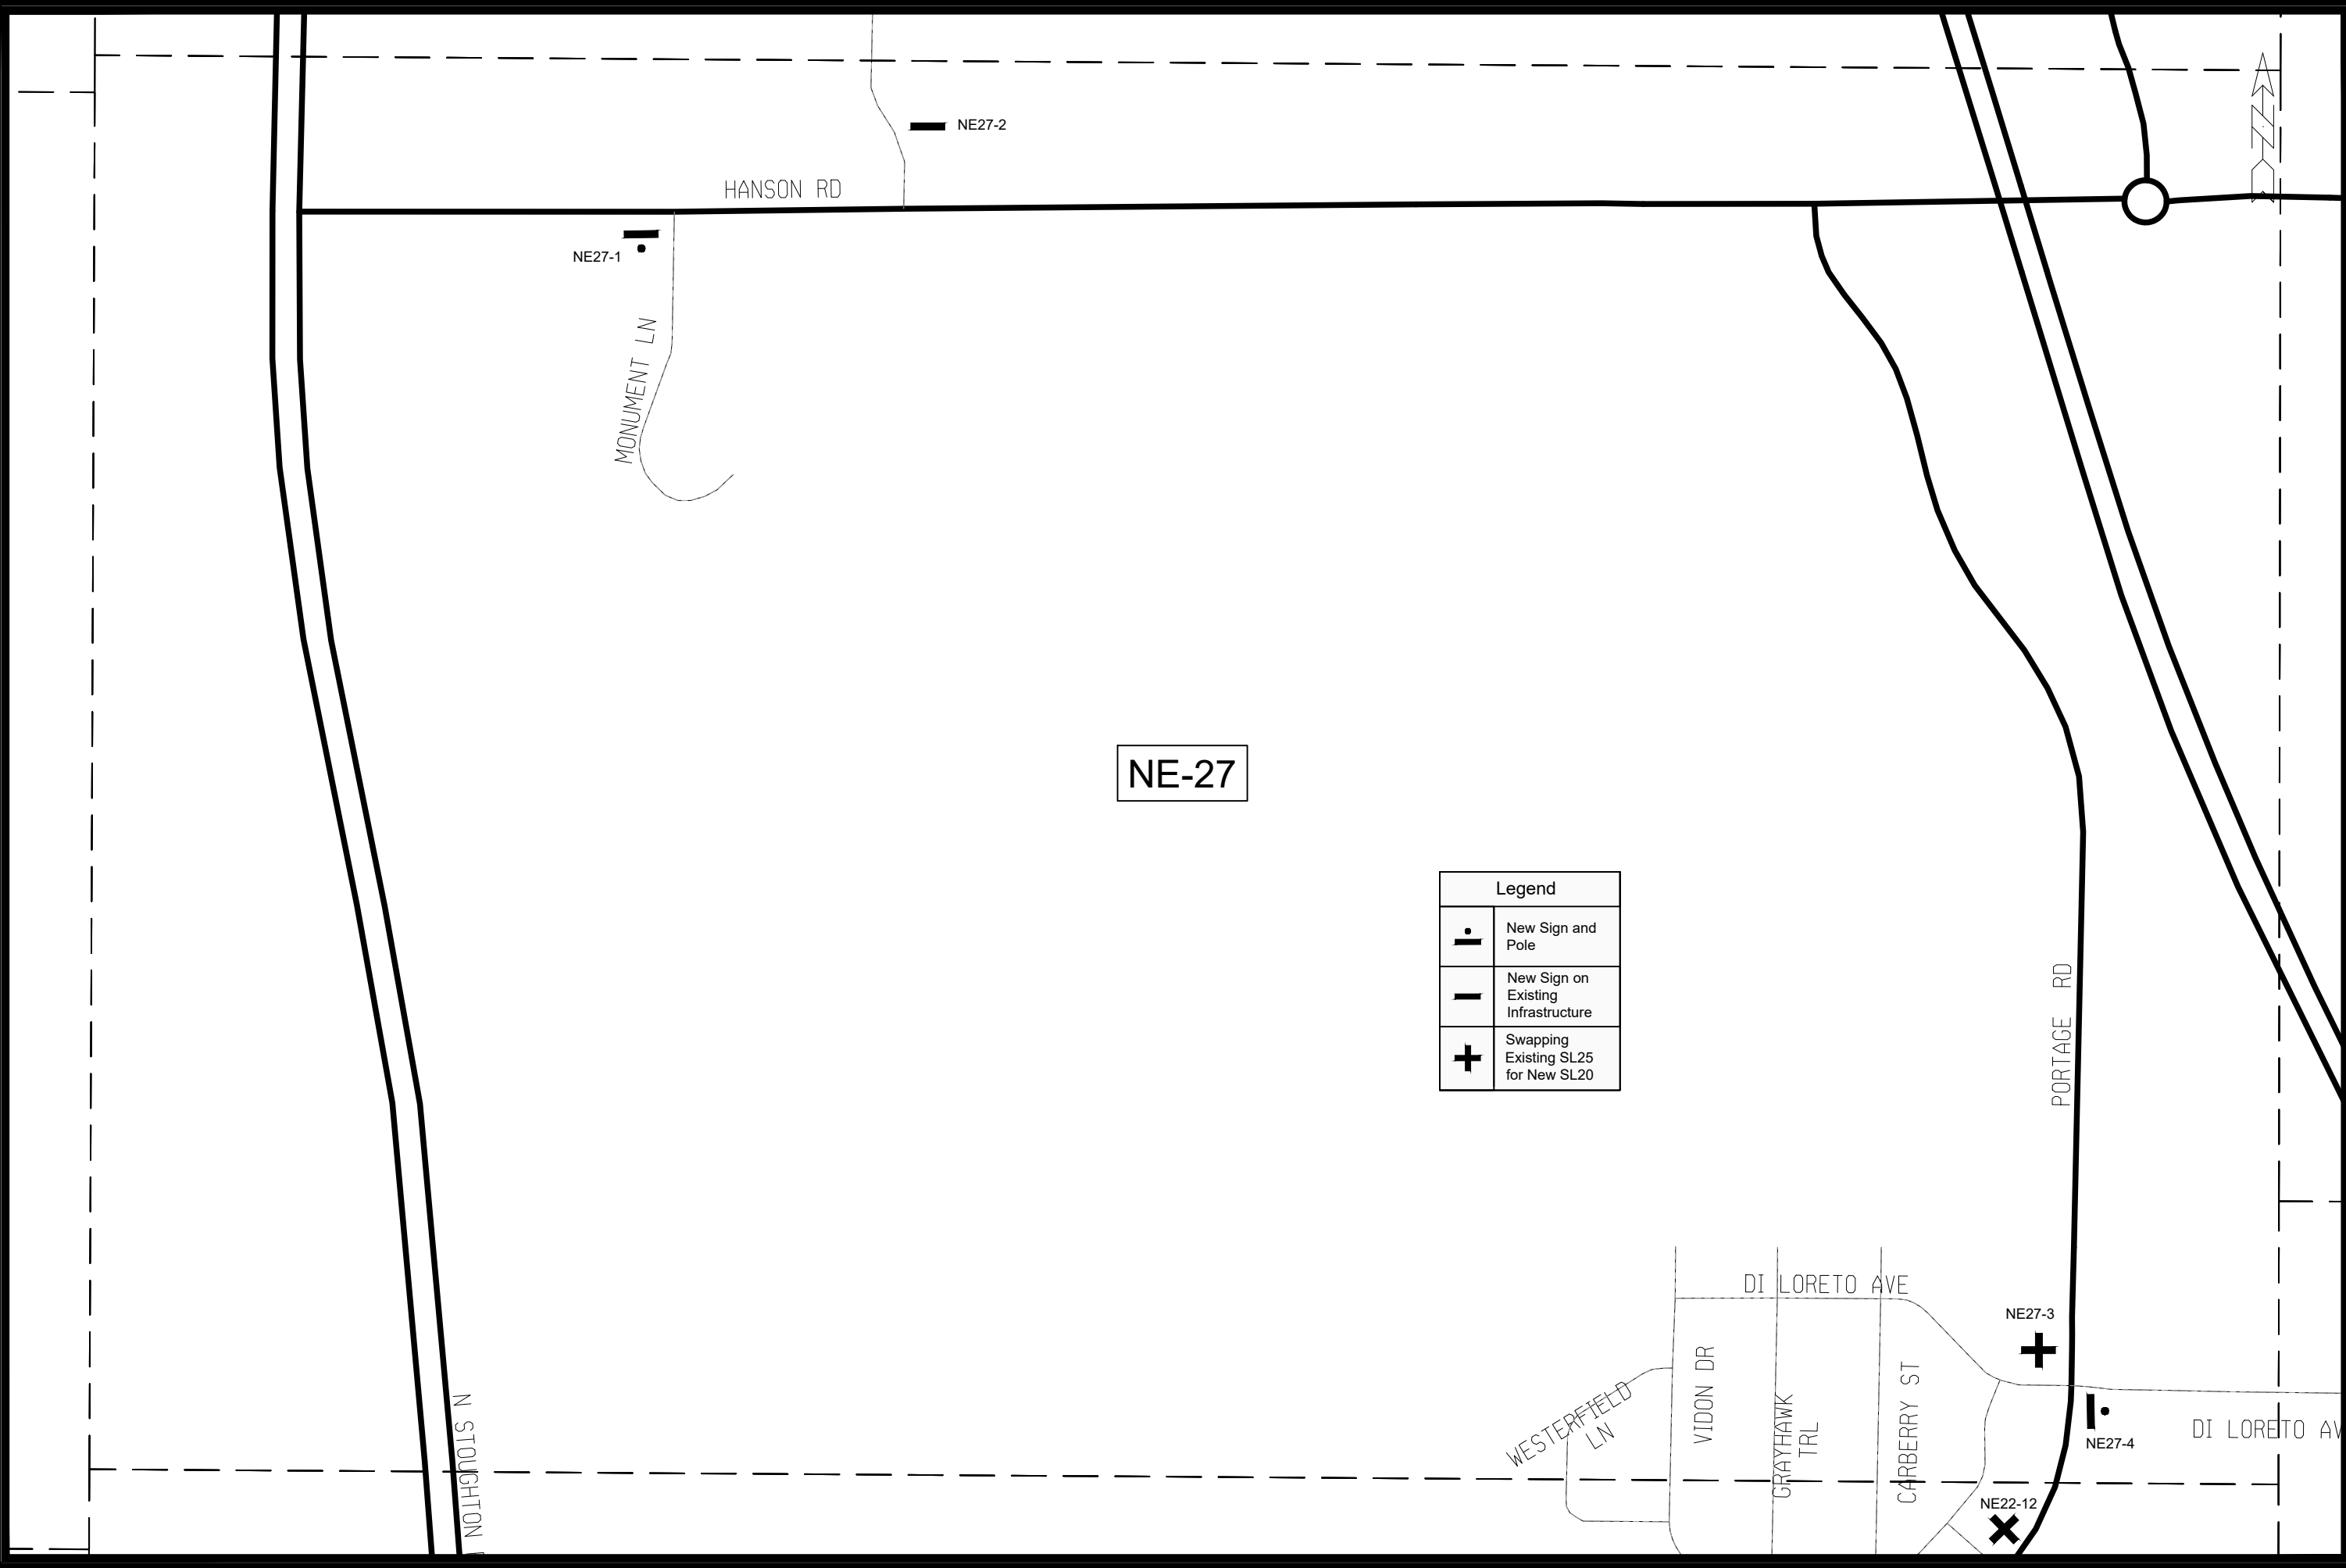 NE27-2
HANSON RD
NE27-1
MONUMENT LN
NE-27
Legend
New Sign and
Pole
New Sign on
Existing
Infrastructure
Swapping
Existing SL25
for New SL20
PORTAGE RD
DI LORETO AVE
NE27-3
WESTERFIELD
LN
VIDON DR
GRAYHAWK
TRL
CARBERRY ST
NE27-4
DI LORETO AV
N STOUGHTON
NE22-12
N